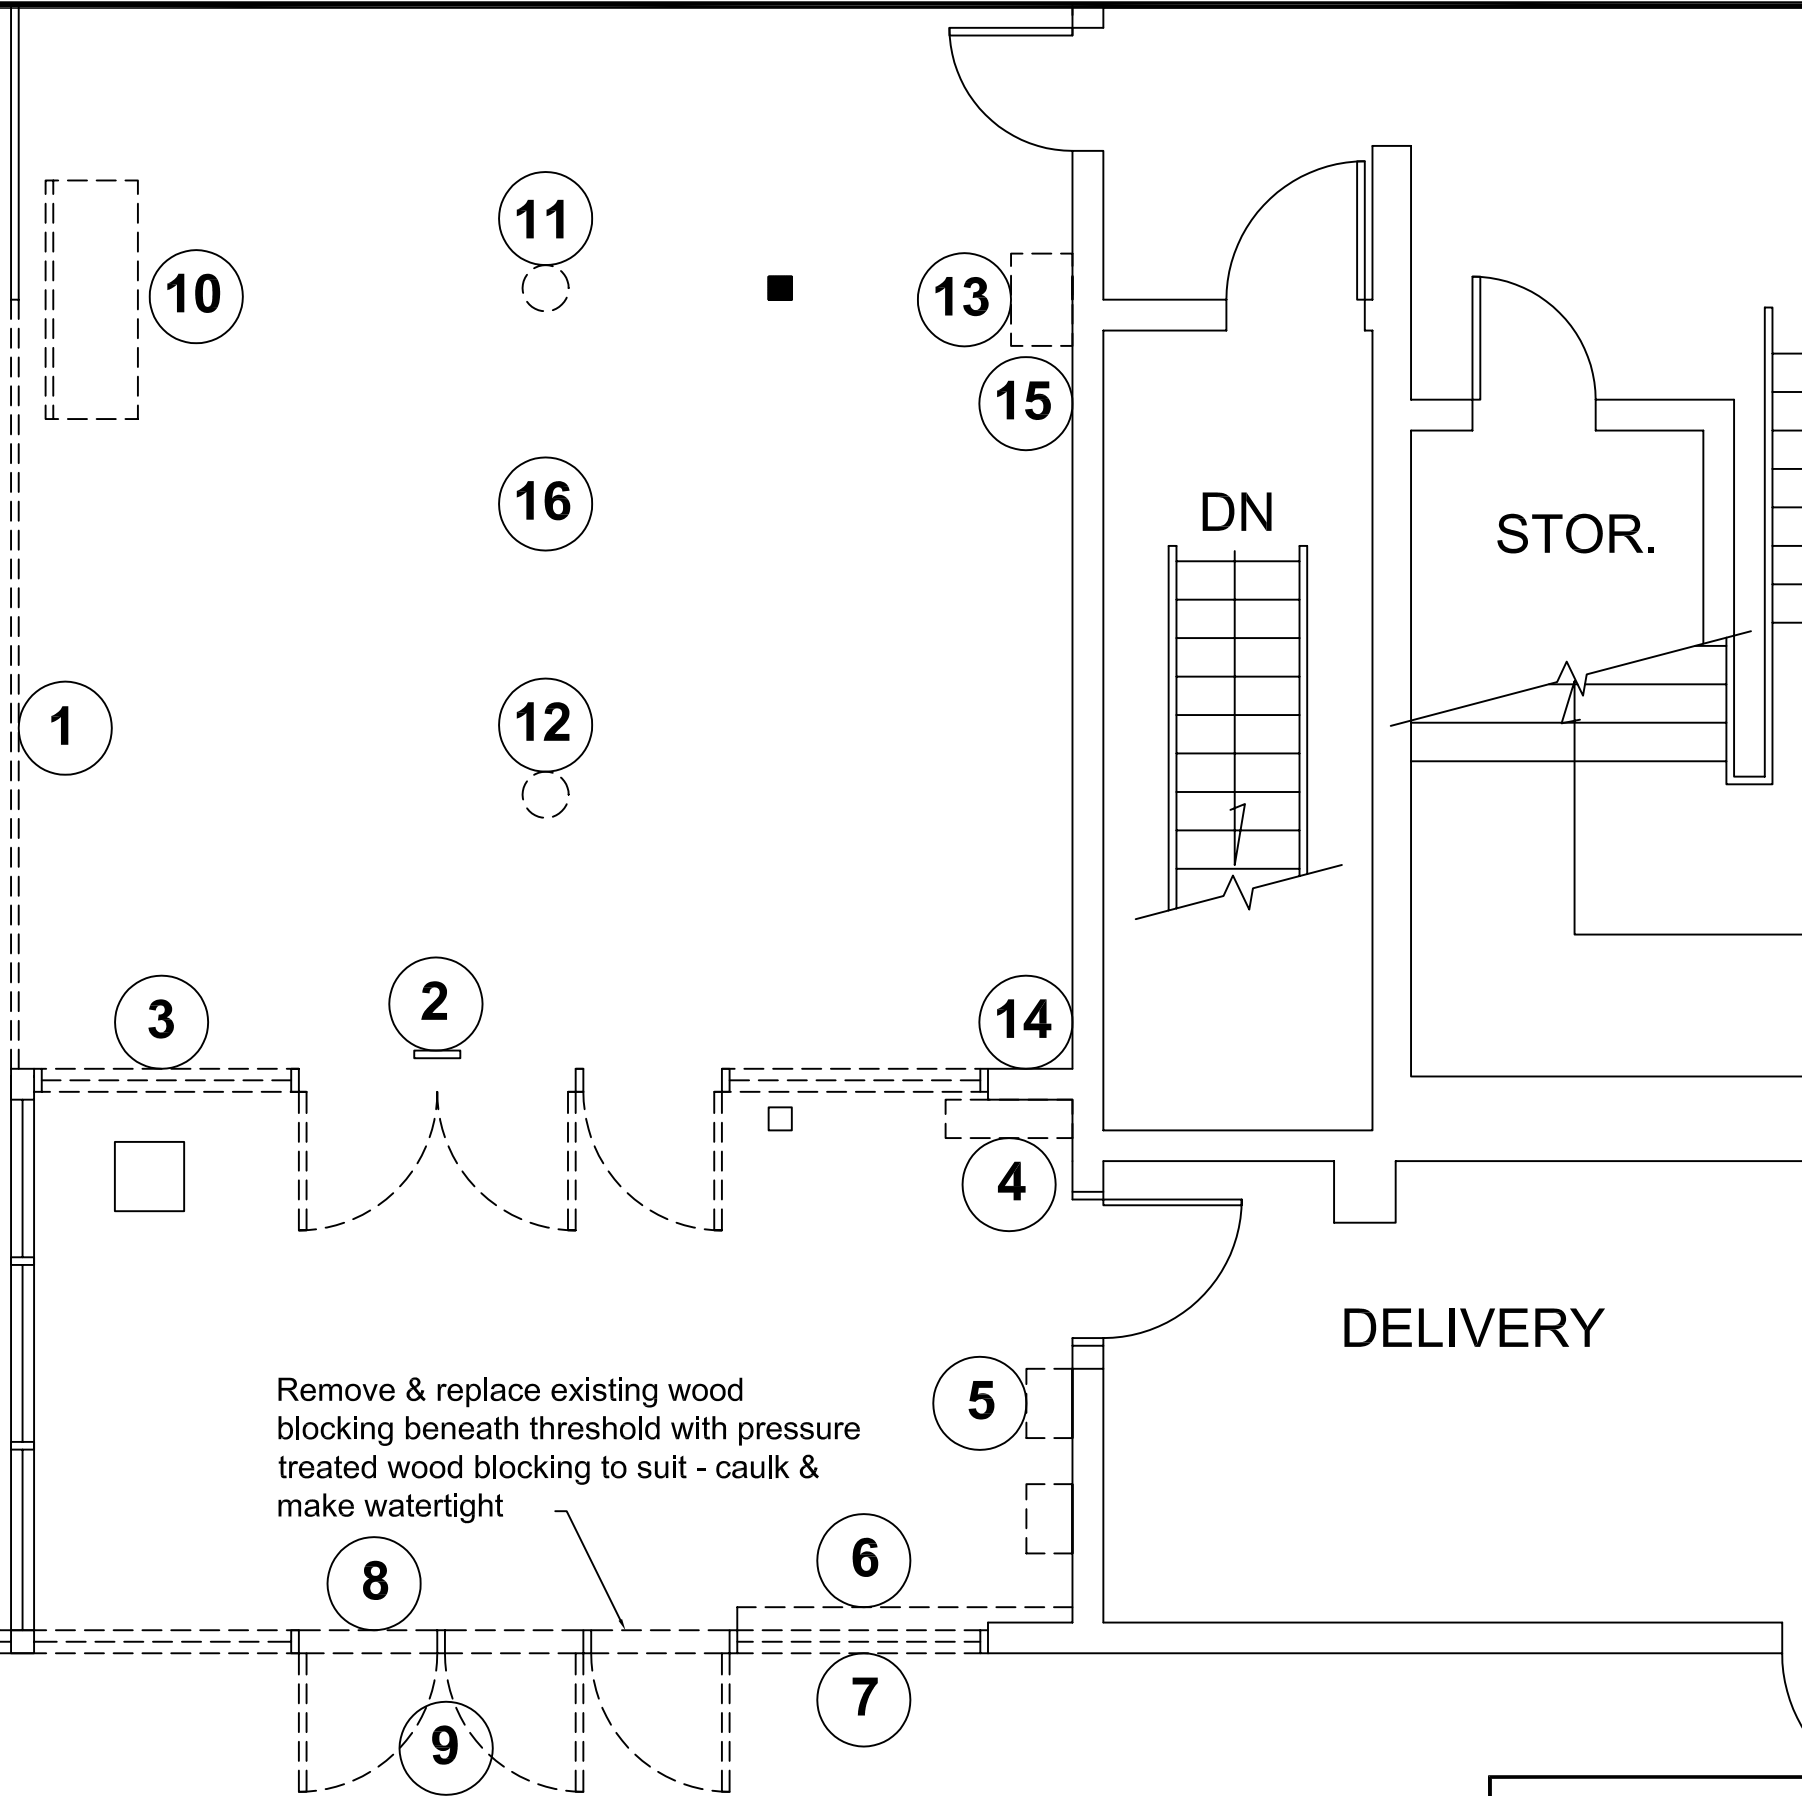 11
10
13
15
16
DN
STOR.
1
12
3
2
14
4
DELIVERY
Remove & replace existing wood
blocking beneath threshold with pressure
treated wood blocking to suit - caulk &
make watertight
5
8
6
7
9